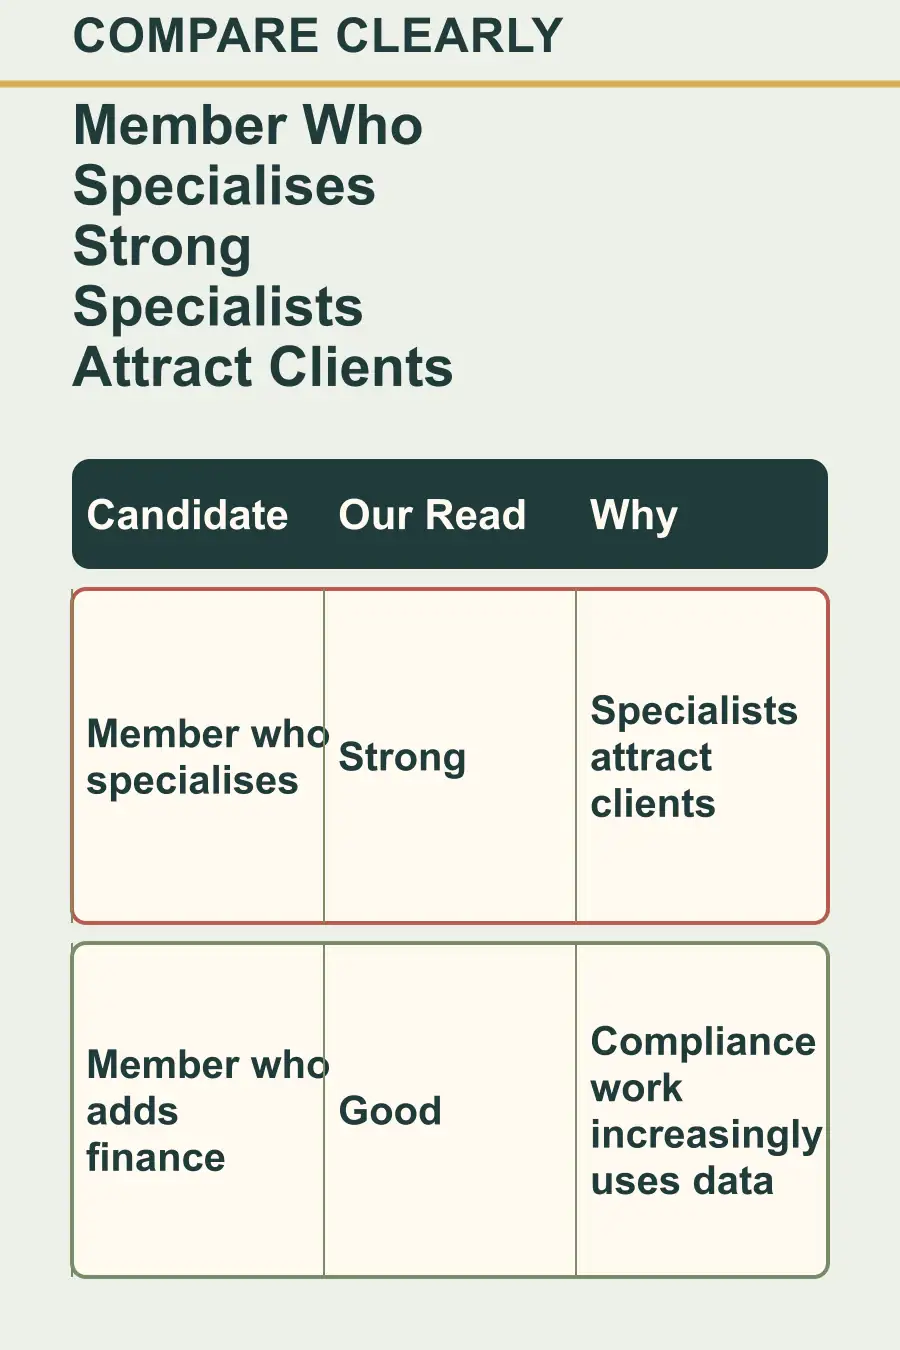 COMPARE CLEARLY
Member Who
Specialises
Strong
Specialists
Attract Clients
Candidate Our Read Why
Member who
specialises
Strong
Specialists
attract
clients
Member who
adds
finance
Good
Compliance
work
increasingly
uses data